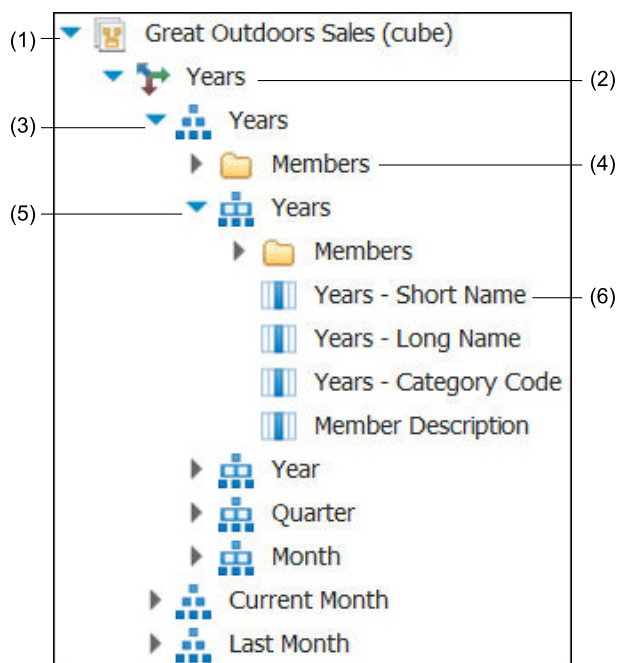 (1) Great Outdoors Sales (cube)
Years (2)
(3) Years
Members (4)
(5) Years
Members
Years - Short Name (6)
Years - Long Name
Years - Category Code
Member Description
Year
Quarter
Month
Current Month
Last Month